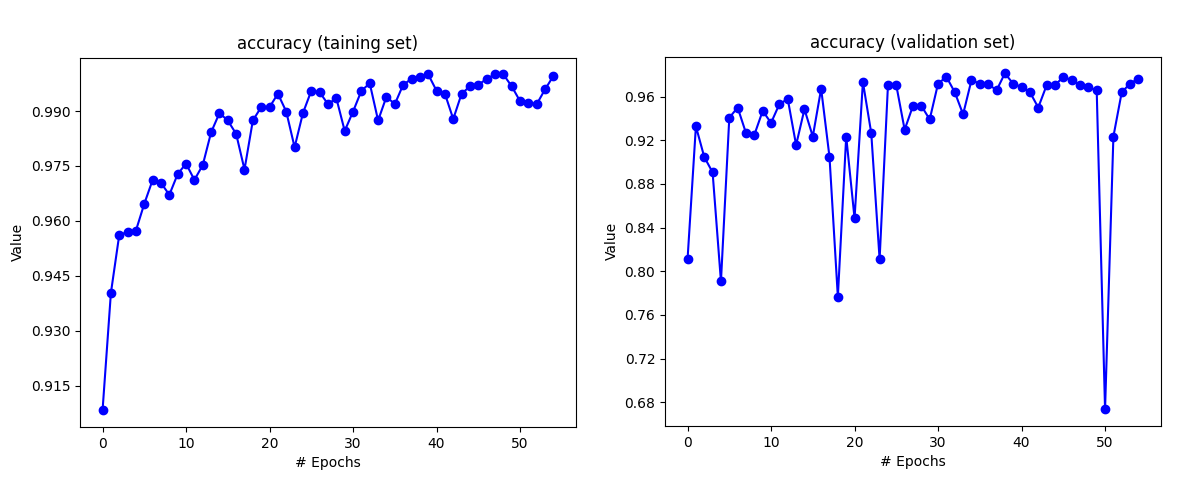 accuracy (taining set)
Value
0.990
0.975
0.960
0.945
0.930
0.915
0 10 20 30 40 50
# Epochs
accuracy (validation set)
Value
0.96
0.92
0.88
0.84
0.80
0.76
0.72
0.68
0 10 20 30 40 50
# Epochs